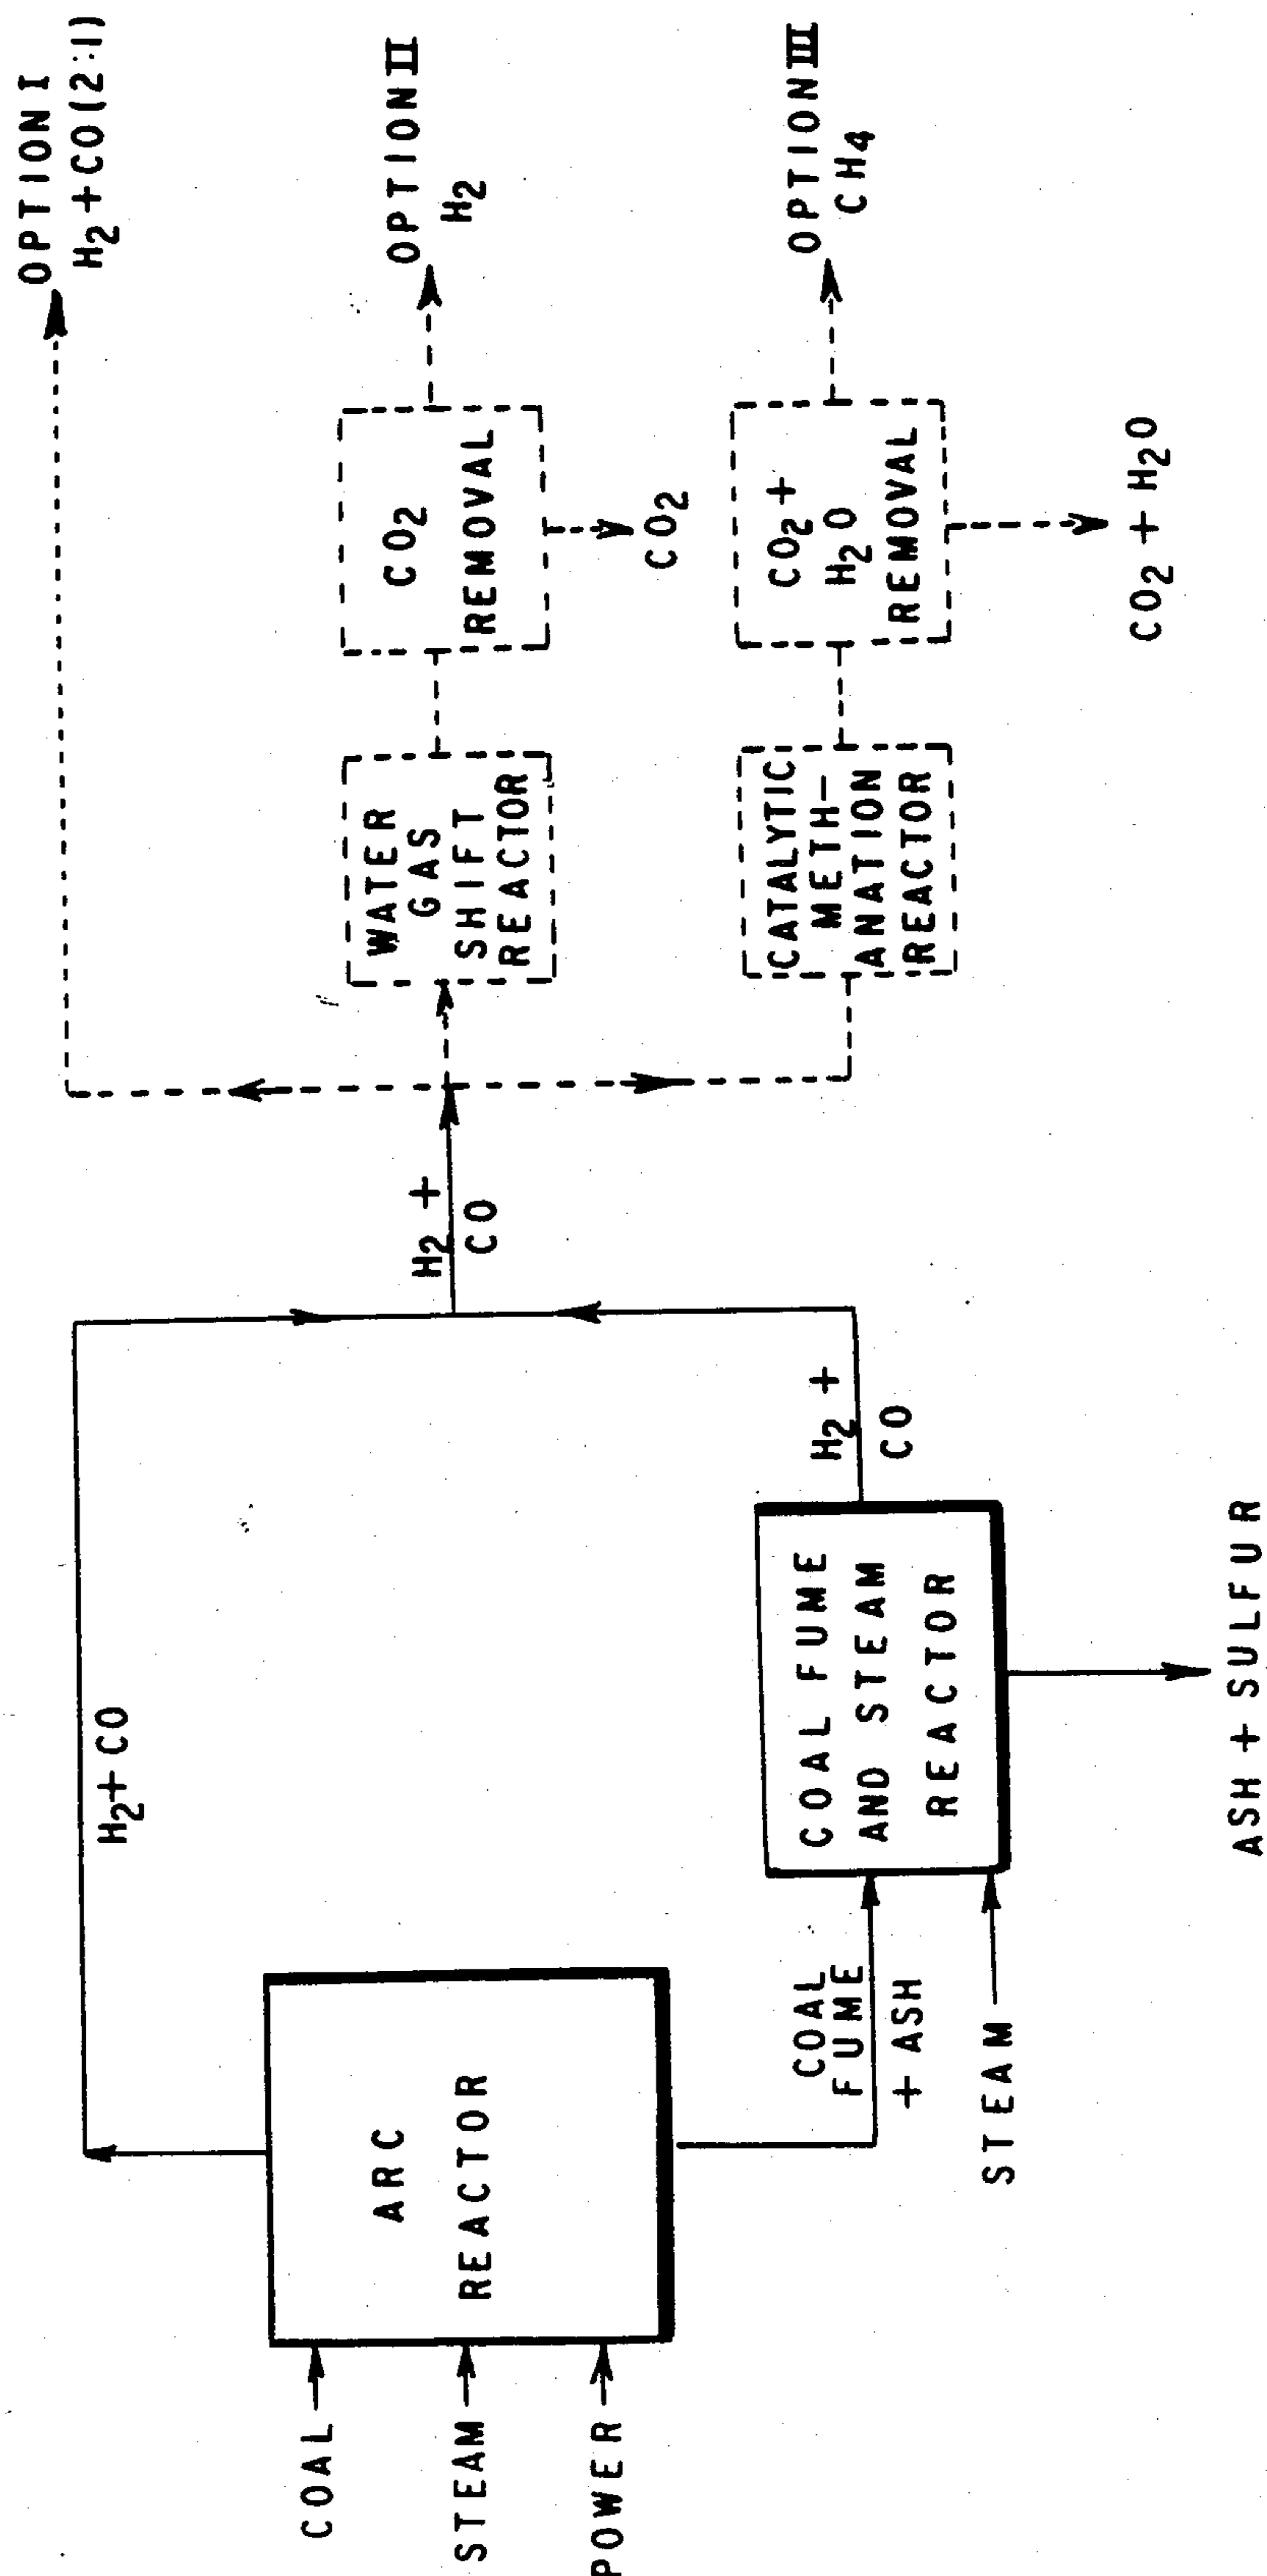 COAL
STEAM
POWER
ARC
REACTOR
H2+CO
COAL
FUME
+ ASH
STEAM
COAL FUME
AND STEAM
REACTOR
ASH + SULFUR
H2 +
CO
H2 +
CO
WATER
GAS
SHIFT
REACTOR
CO2
REMOVAL
CO2
CATALYTIC
METH-
ANATION
REACTOR
CO2 +
H2O
REMOVAL
CO2 + H2O
OPTION I
H2+CO(2:1)
OPTION II
H2
OPTION III
CH4